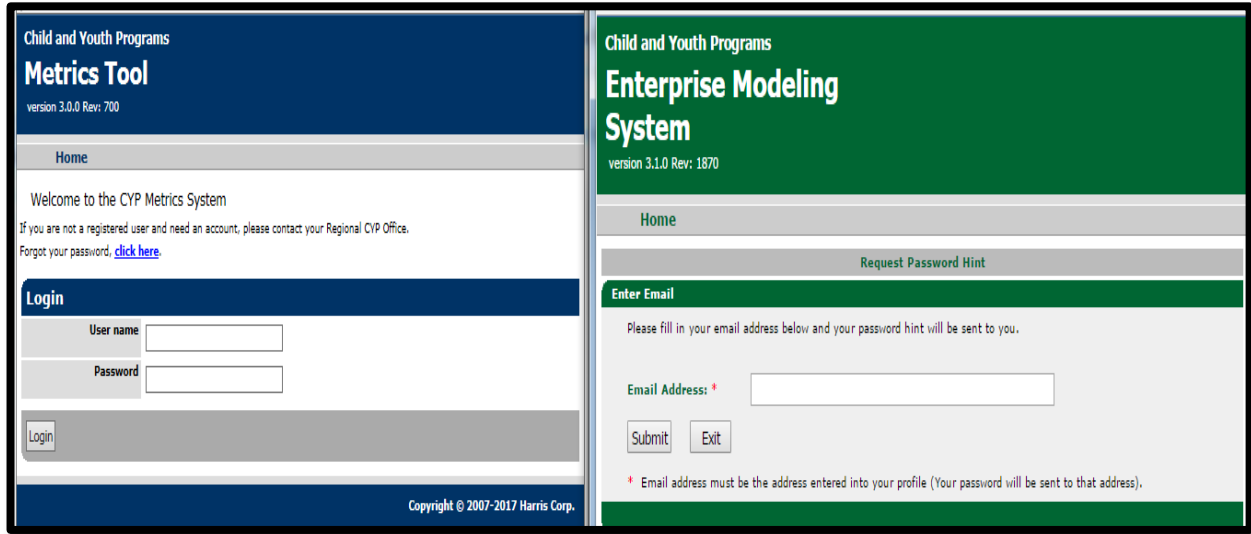 Child and Youth Programs
Metrics Tool
version 3.0.0 Rev: 700
Home
Welcome to the CYP Metrics System
If you are not a registered user and need an account, please contact your Regional CYP Office.
Forgot your password, click here.
Login
User name
Password
Login
Copyright © 2007-2017 Harris Corp.
Child and Youth Programs
Enterprise Modeling
System
version 3.1.0 Rev: 1870
Home
Request Password Hint
Enter Email
Please fill in your email address below and your password hint will be sent to you.
Email Address: *
Submit Exit
* Email address must be the address entered into your profile (Your password will be sent to that address).